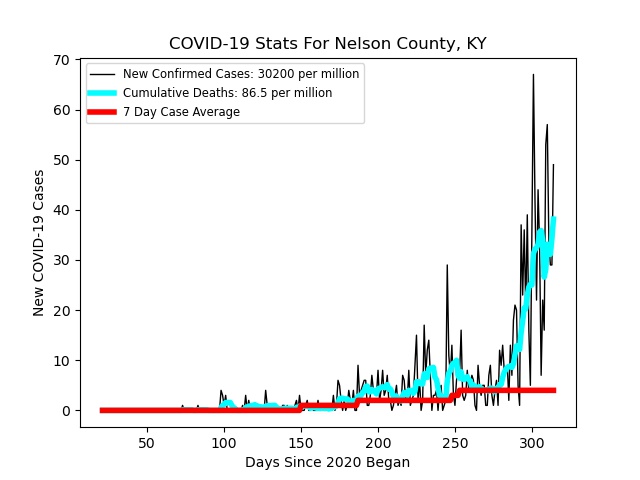 COVID-19 Stats For Nelson County, KY
New Confirmed Cases: 30200 per million
Cumulative Deaths: 86.5 per million
7 Day Case Average
New COVID-19 Cases
70
60
50
40
30
20
10
0
50 100 150 200 250 300
Days Since 2020 Began